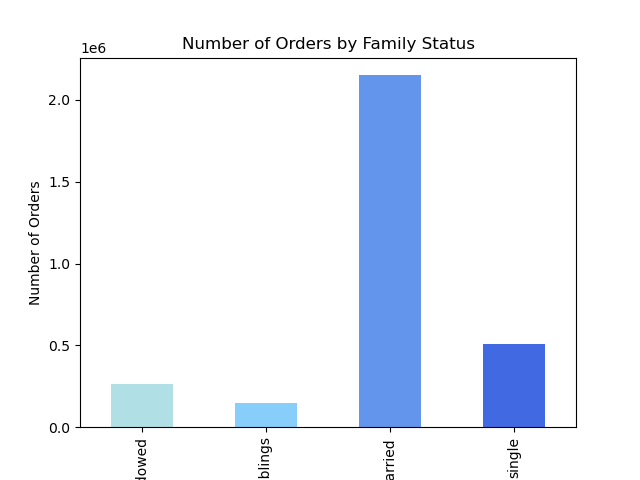 Number of Orders by Family Status
1e6
Number of Orders
2.0
1.5
1.0
0.5
0.0
dowed
blings
arried
single